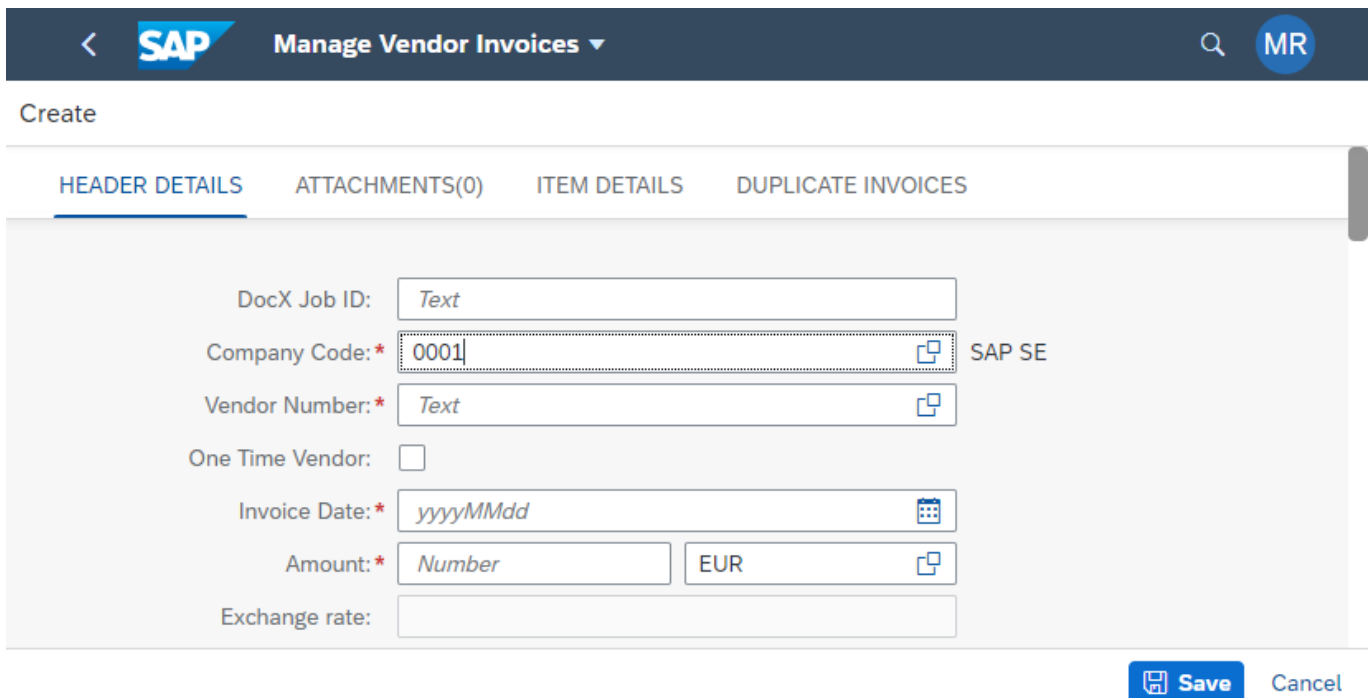 SAP Manage Vendor Invoices MR
Create
HEADER DETAILS ATTACHMENTS(0) ITEM DETAILS DUPLICATE INVOICES
DocX Job ID: Text
Company Code:* 0001 SAP SE
Vendor Number:* Text
One Time Vendor:
Invoice Date:* yyyyMMdd
Amount:* Number EUR
Exchange rate:
Save Cancel